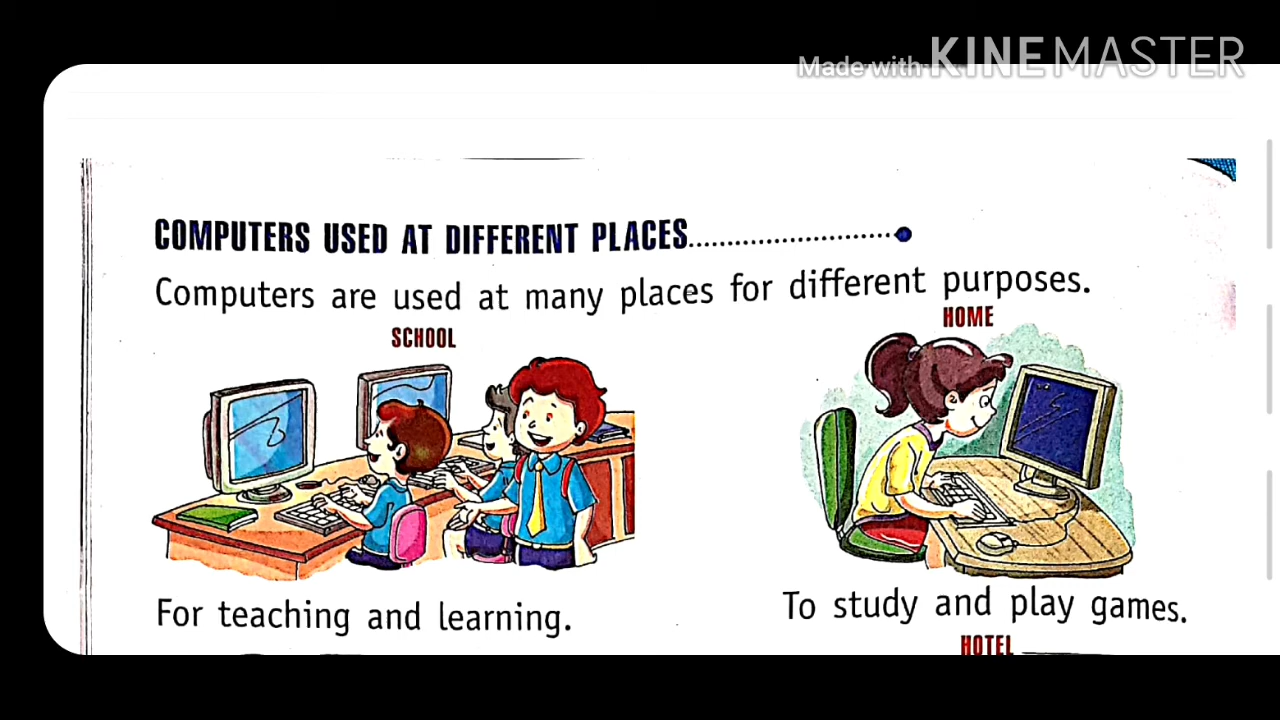 Made with KINEMASTER
COMPUTERS USED AT DIFFERENT PLACES
Computers are used at many places for different purposes.
SCHOOL
HOME
For teaching and learning.
To study and play games.
HOTEL